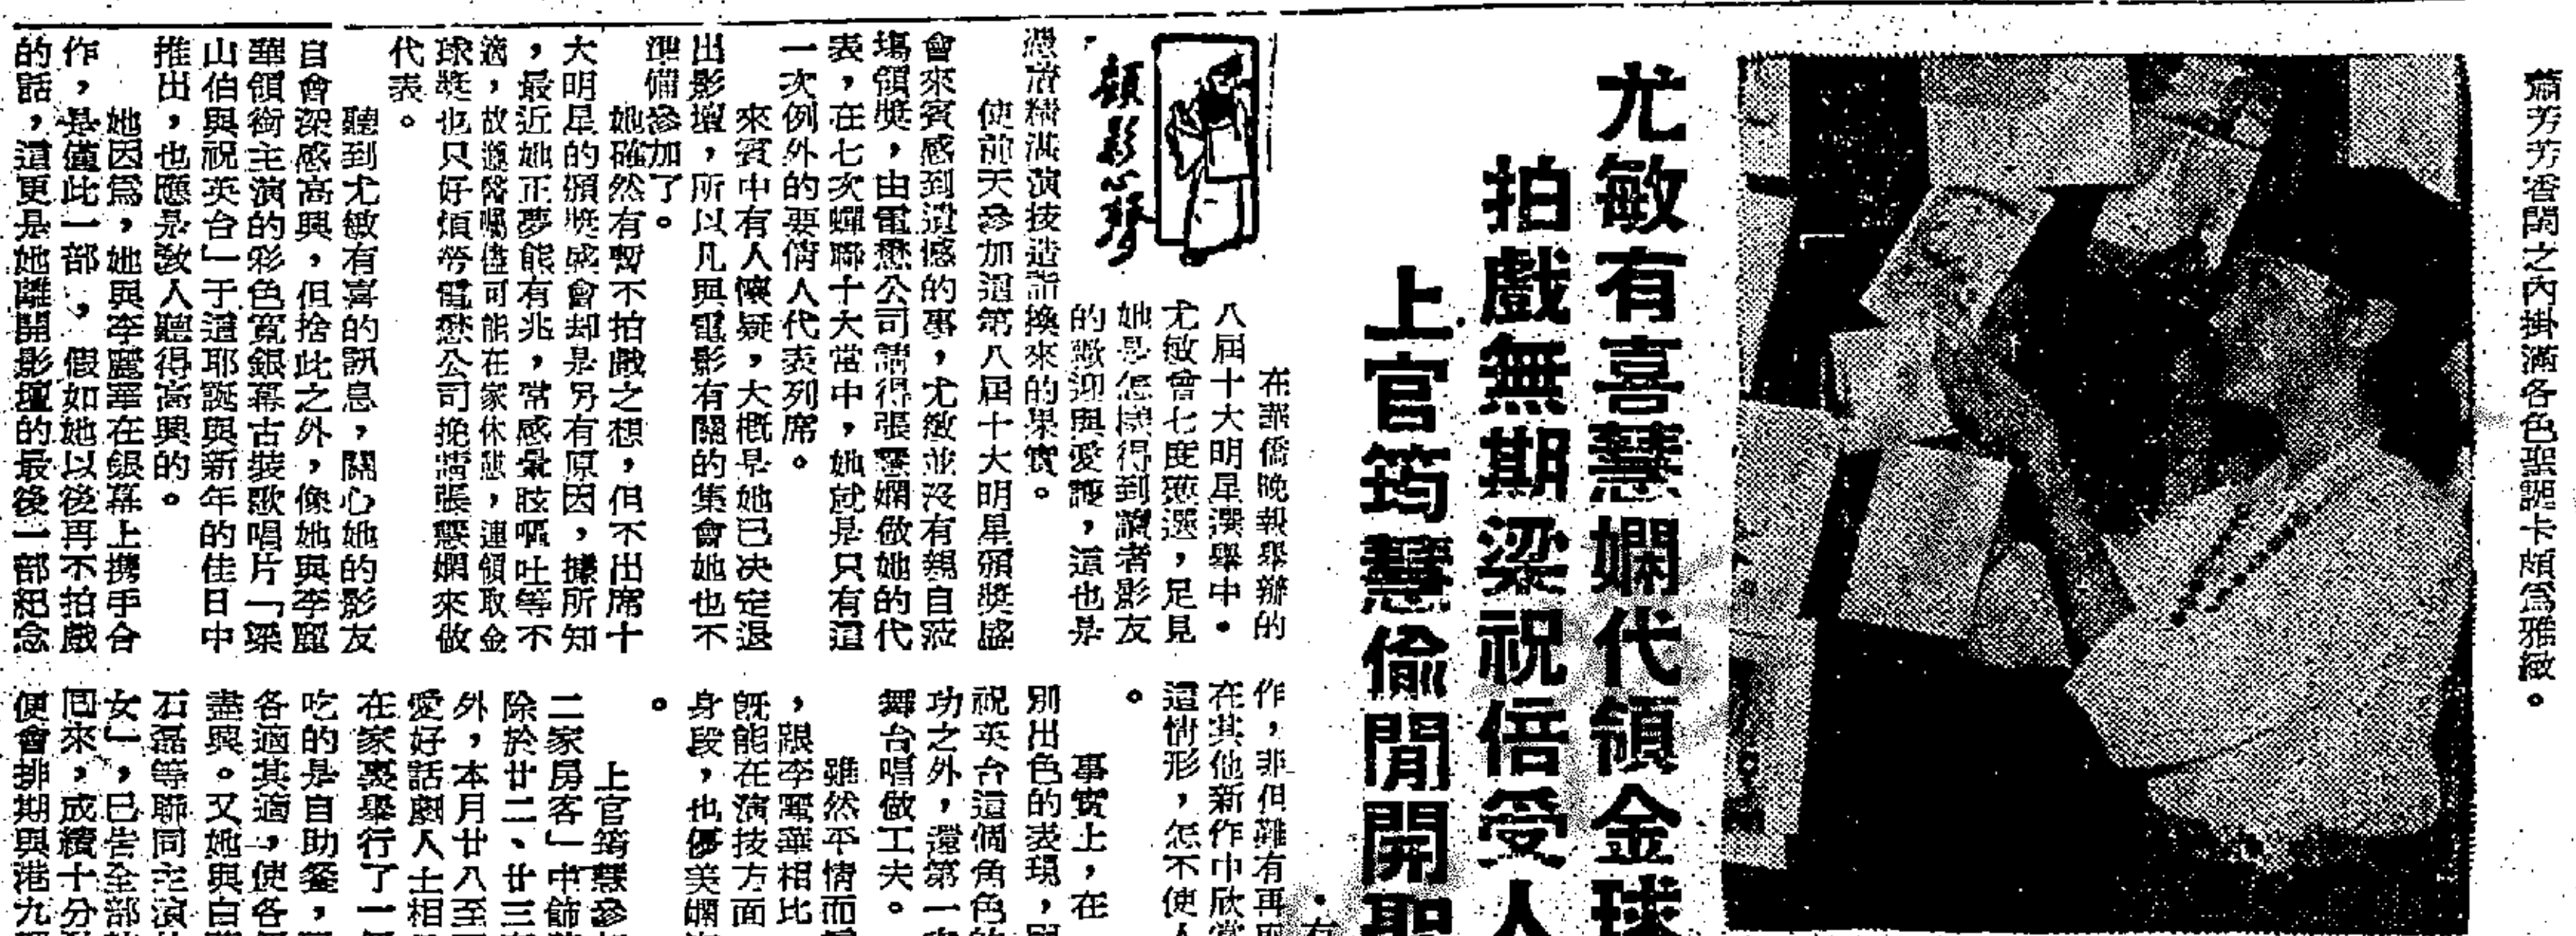 蕭芳芳香閨之內掛滿各色聖誕卡頗爲雅緻。
尤敏有喜慧嫻代領金球
拍戲無期梁祝倍受人
上官筠慧偷閒開聖
顧影簃
在華僑晚報舉辦的
八屆十大明星選舉中，
尤敏曾七度應選，足見
她是怎樣得到讀者影友
的歡迎與愛護，這也是
憑着精湛演技造詣換來的果實。
使前天參加過第八屆十大明星頒獎盛
會來賓感到遺憾的事，尤敏並沒有親自蒞
塲領獎，由電懋公司請得張慧嫻做她的代
表，在七次蟬聯十大當中，她就是只有這
一次例外的要倩人代表列席。
來賓中有人懷疑，大概是她已决定退
出影壇，所以凡與電影有關的集會她也不
準備參加了。
她確然有暫不拍戲之想，但不出席十
大明星的頒獎盛會却是另有原因，據所知
，最近她正夢熊有兆，常感暈眩嘔吐等不
適，故遵醫囑儘可能在家休憇，連領取金
球獎也只好煩勞電懋公司挽請張慧嫻來做
代表。
聽到尤敏有喜的訊息，關心她的影友
自會深感高興，但捨此之外，像她與李麗
華領銜主演的彩色寬銀幕古裝歌唱片「梁
山伯與祝英台」于這耶誕與新年的佳日中
推出，也應是敎人聽得高興的。
她因爲，她與李麗華在銀幕上携手合
作，是僅此一部，假如她以後再不拍戲
的話，這更是她離開影壇的最後一部紀念
作，非但難有再
在其他新作中欣賞
這情形，怎不使人
。
事實上，在
別出色的表現，
祝英台這個角色
功之外，還第一
舞台唱做工夫。
雖然平情而
，跟李麗華相比
旣能在演技方面
身段，也優美嫻
。
上官筠慧參
二家房客」中飾
除於廿二、廿三
外，本月廿八至
愛好話劇人士相
在家裏舉行了一
吃的是自助餐，
各適其適，使各
盡興。又她與白
石磊等聯同主演
女」，已吿全部
囘來，成績十分
便會排期與港九